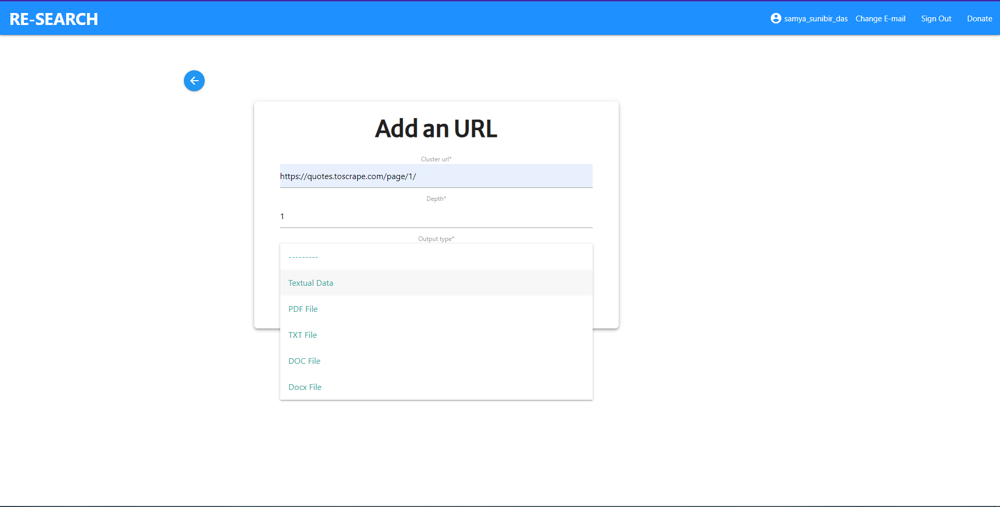 RE-SEARCH
samya_sunibir_das Change E-mail Sign Out Donate
Add an URL
Cluster url*
https://quotes.toscrape.com/page/1/
Depth*
1
Output type*
---------
Textual Data
PDF File
TXT File
DOC File
Docx File